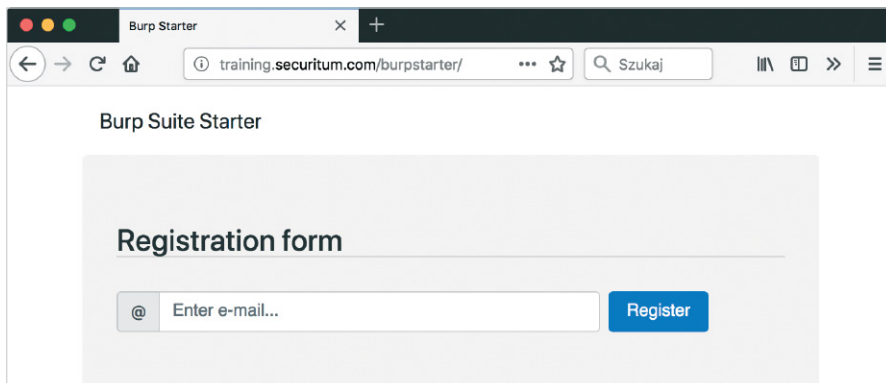 Burp Starter
training.securitum.com/burpstarter/
Szukaj
Burp Suite Starter
Registration form
@ Enter e-mail... Register